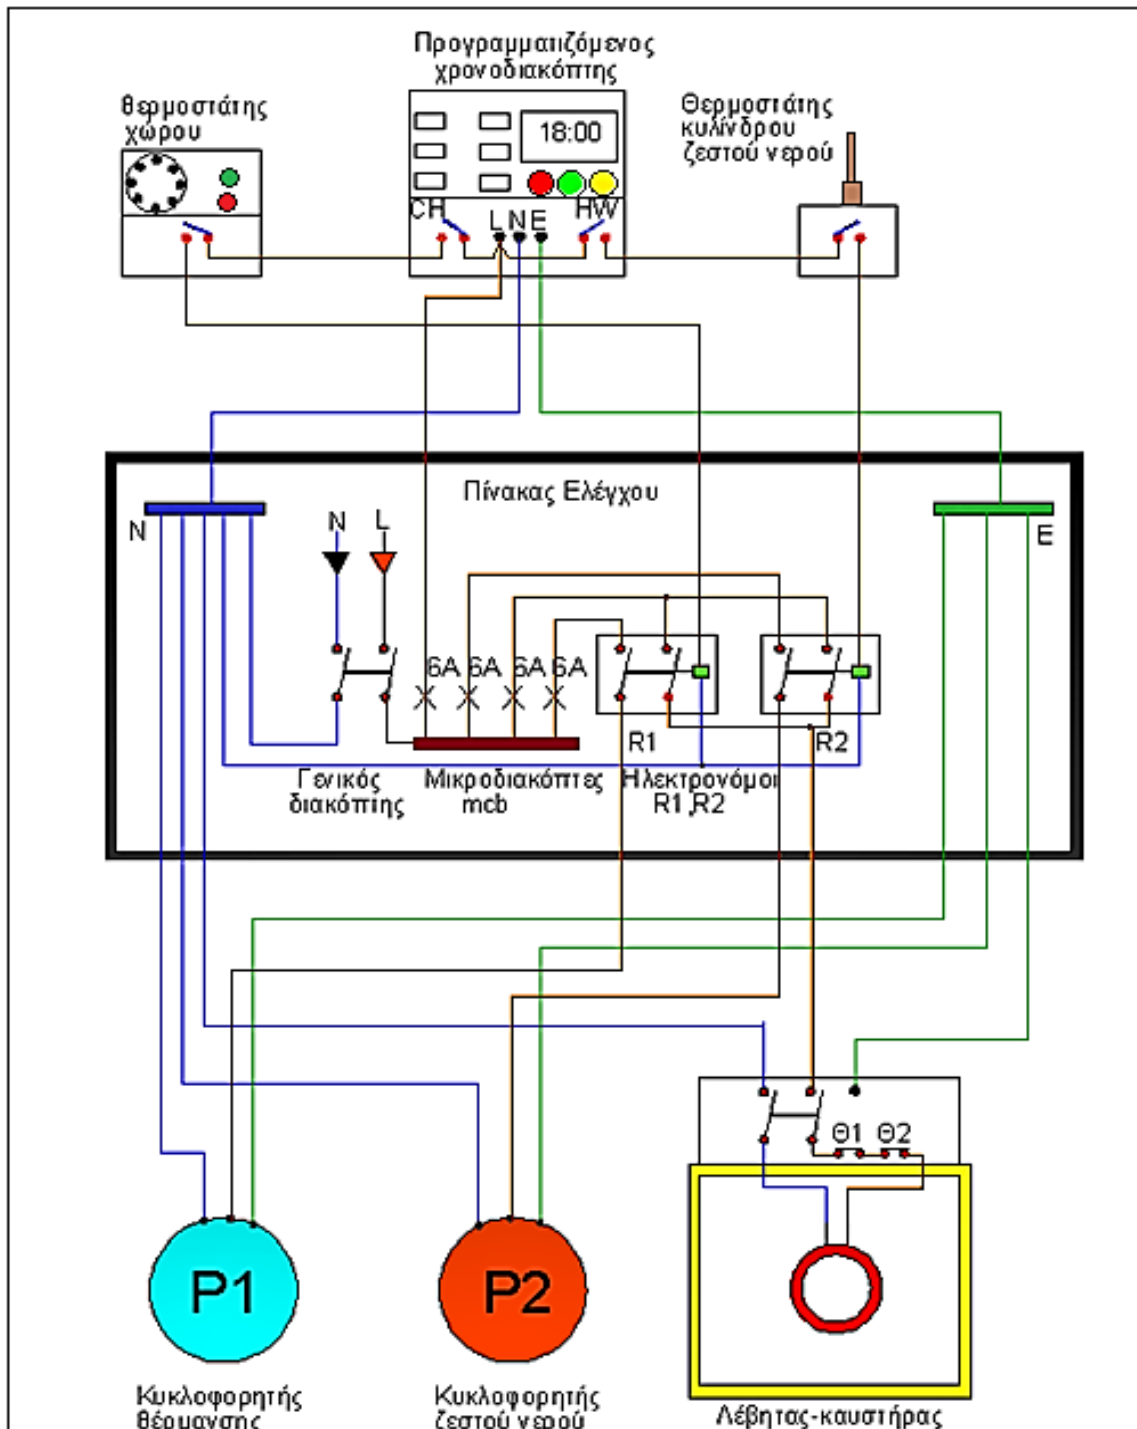 Προγραμματιζόμενος
χρονοδιακόπτης
θερμοστάτης
χώρου
Θερμοστάτης
κυλίνδρου
ζεστού νερού
18:00
CH
L N E
HW
Πίνακας Ελέγχου
N
N
L
E
6A 6A 6A 6A
R1
R2
Γενικός
διακόπτης
Μικροδιακόπτες
mcb
Ηλεκτρονόμοι
R1,R2
Θ1 Θ2
P1
P2
Κυκλοφορητής
θέρμανσης
Κυκλοφορητής
ζεστού νερού
Λέβητας-καυστήρας